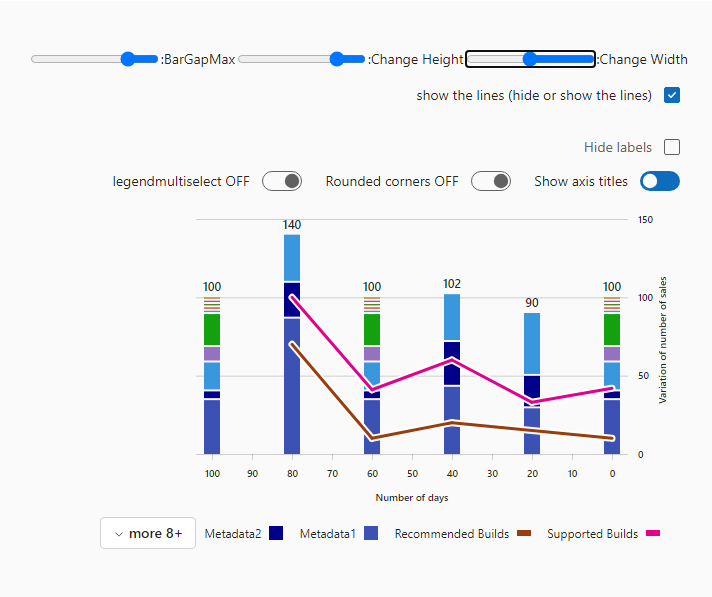 :BarGapMax :Change Height :Change Width
show the lines (hide or show the lines)
Hide labels
legendmultiselect OFF Rounded corners OFF Show axis titles
150
140
100 100 102 90 100
100
50
0
Variation of number of sales
100 90 80 70 60 50 40 30 20 10 0
Number of days
more 8+ Metadata2 Metadata1 Recommended Builds Supported Builds